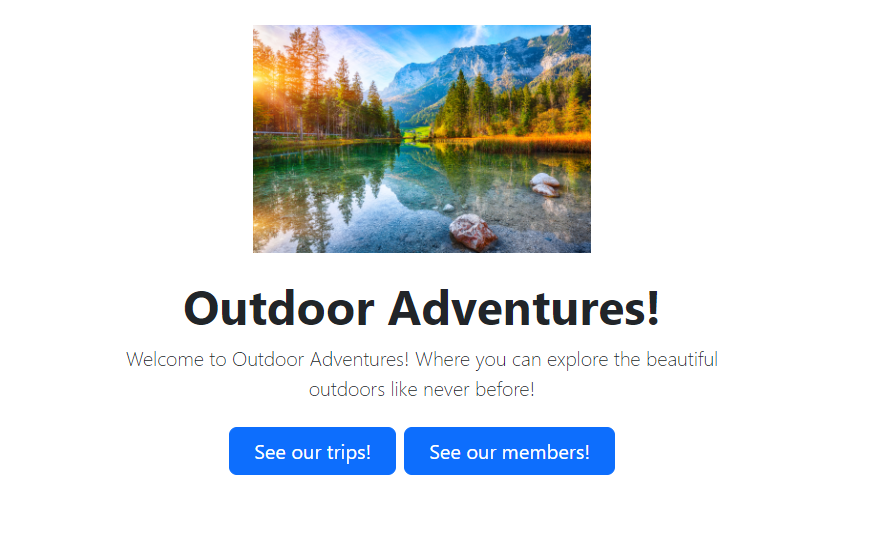 Outdoor Adventures!
Welcome to Outdoor Adventures! Where you can explore the beautiful
outdoors like never before!
See our trips!
See our members!